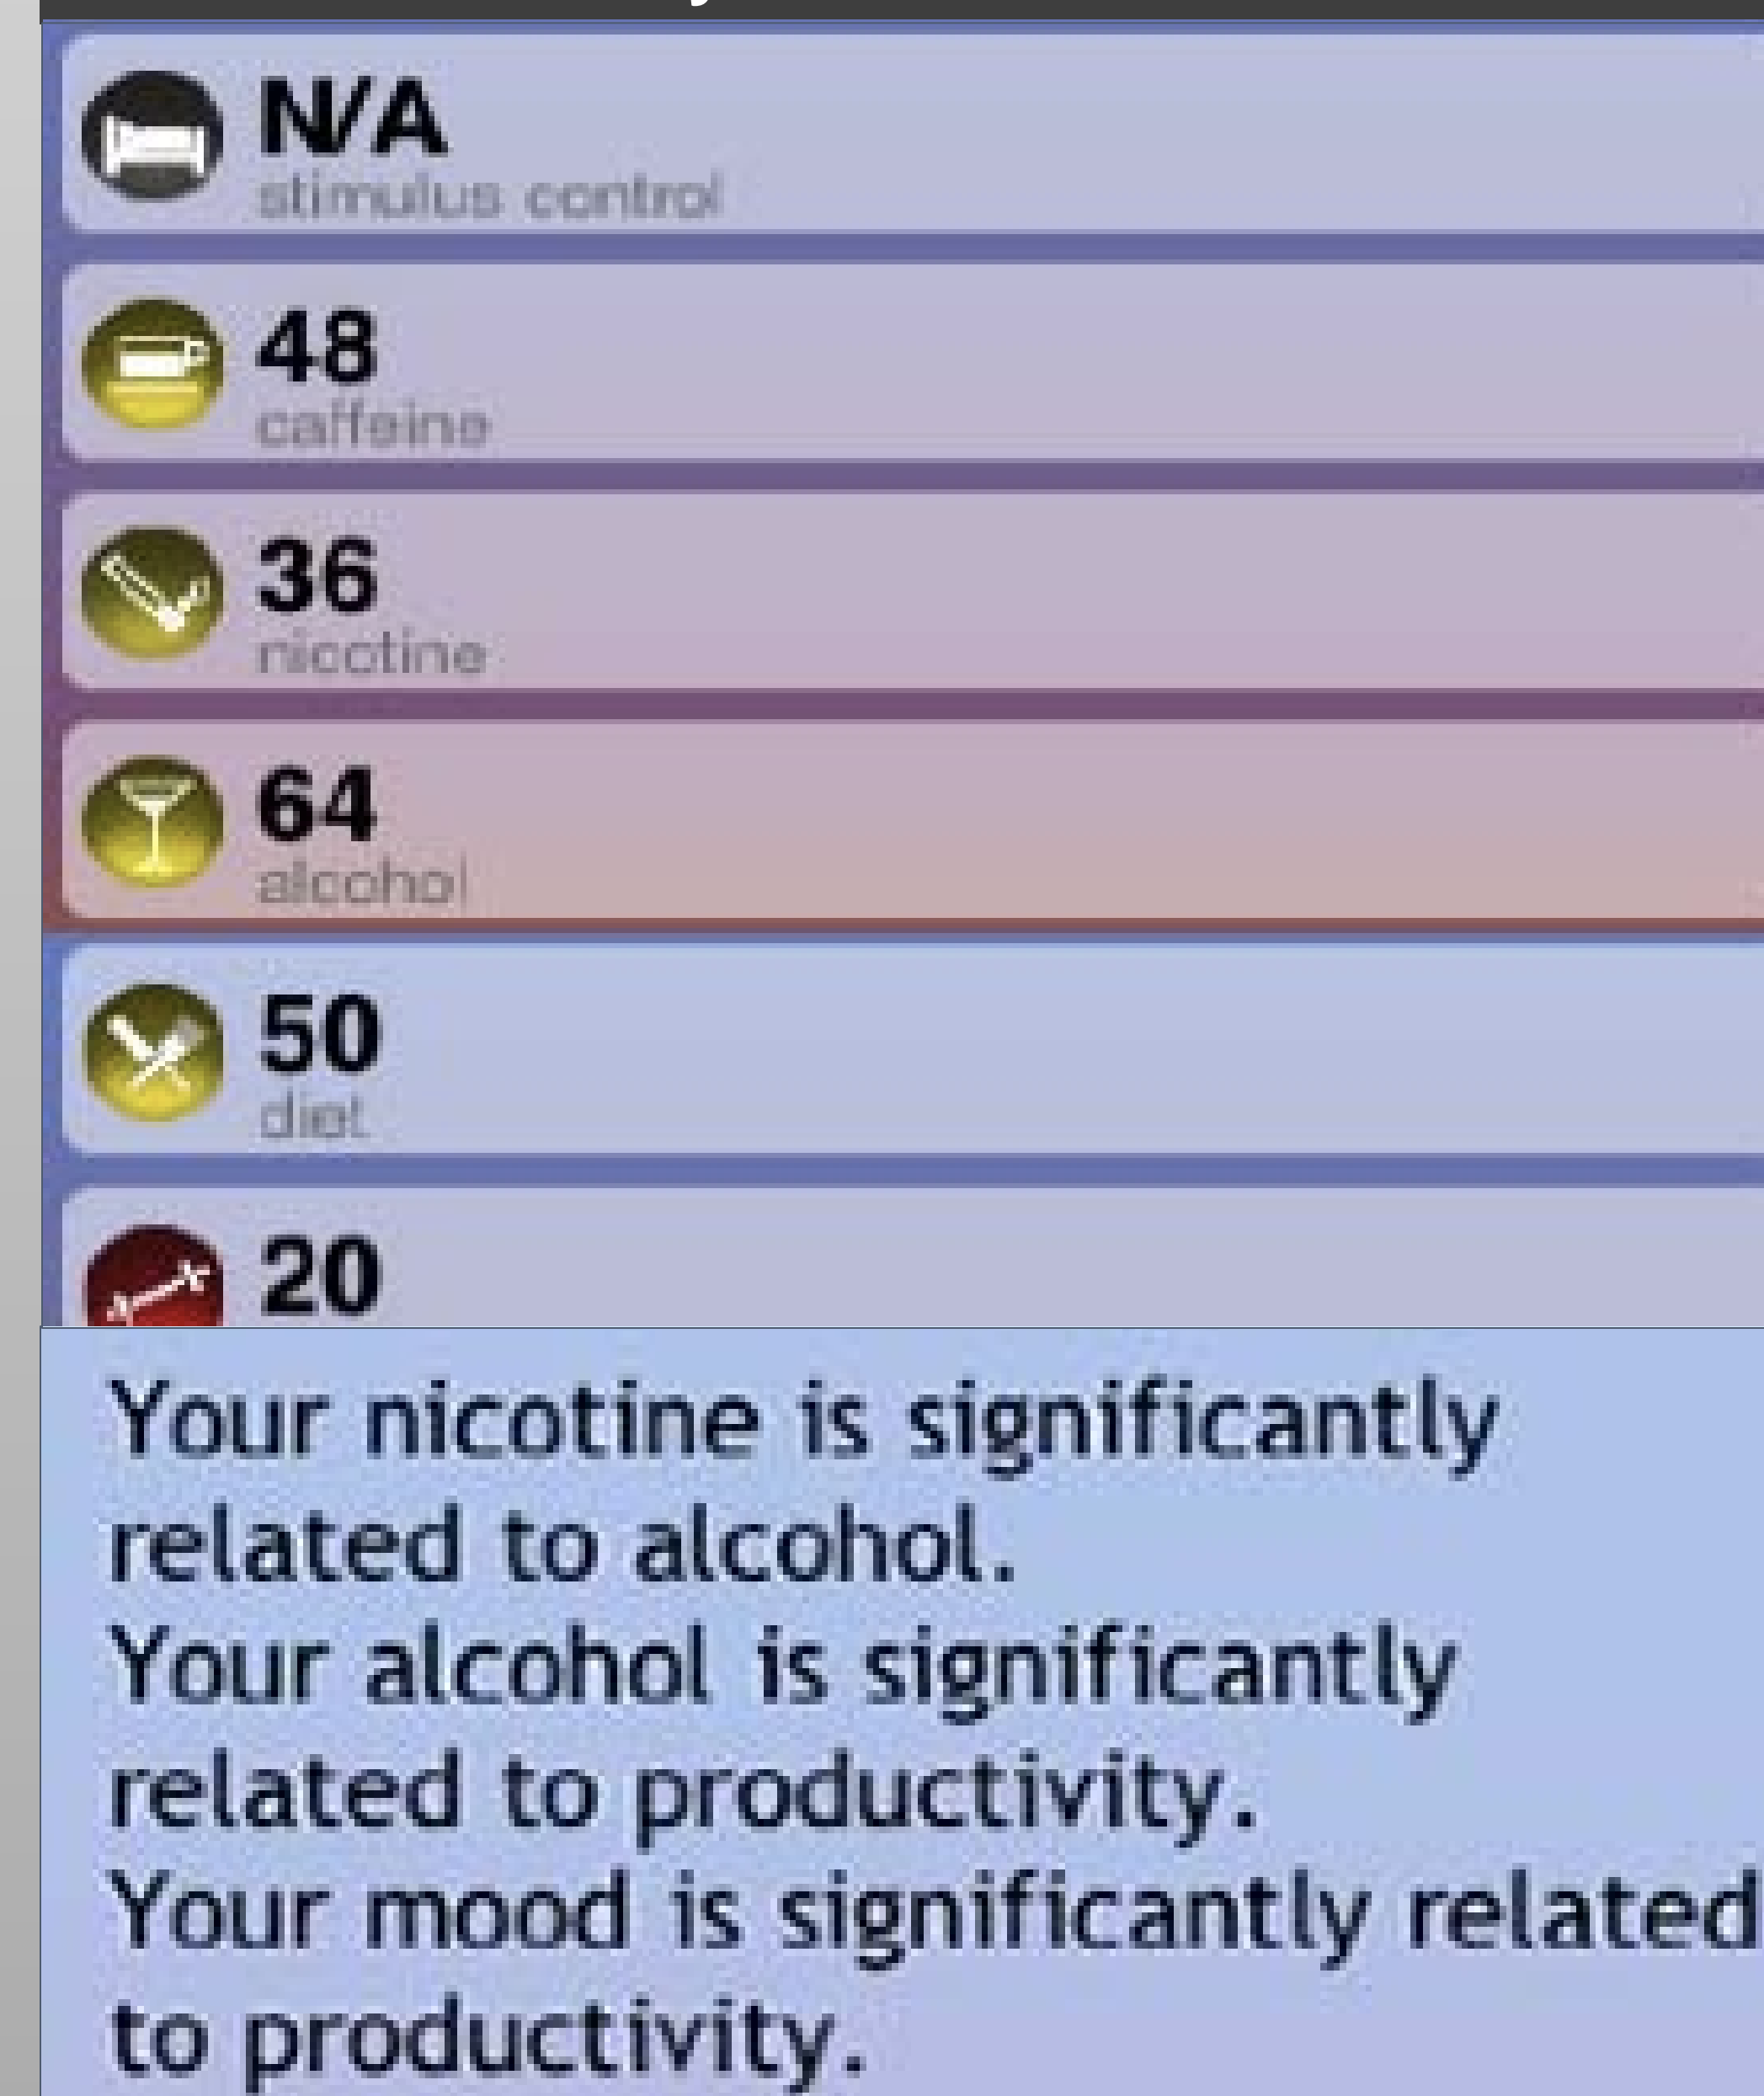 N/A
stimulus control
48
caffeine
36
nicotine
64
alcohol
50
diet
20
Your nicotine is significantly
related to alcohol.
Your alcohol is significantly
related to productivity.
Your mood is significantly related
to productivity.